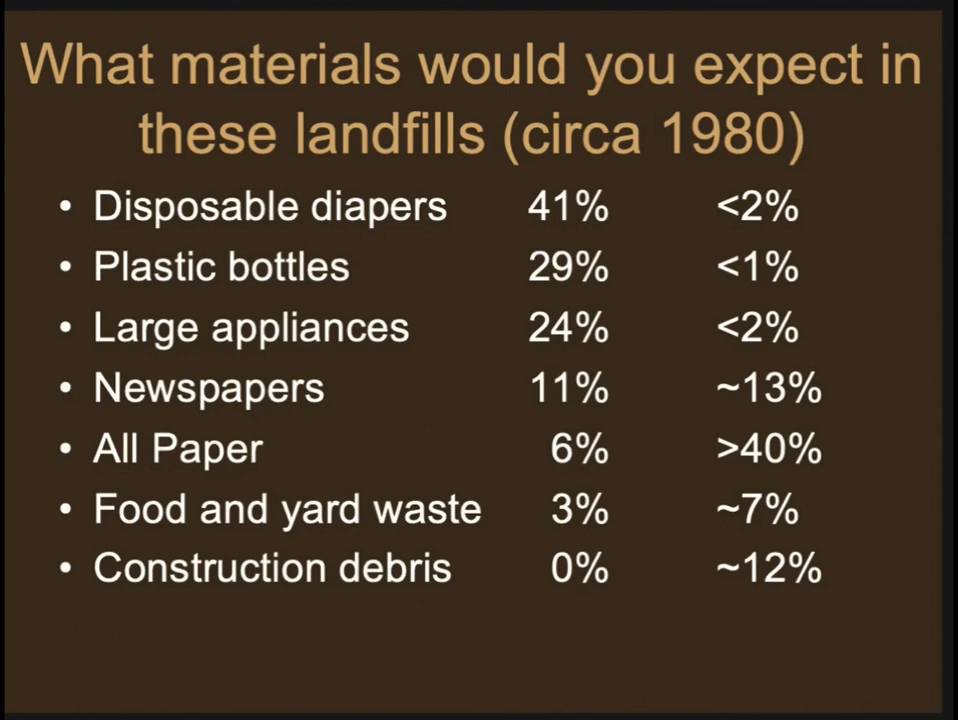 What materials would you expect in
these landfills (circa 1980)
• Disposable diapers 41% <2%
• Plastic bottles 29% <1%
• Large appliances 24% <2%
• Newspapers 11% ~13%
• All Paper 6% >40%
• Food and yard waste 3% ~7%
• Construction debris 0% ~12%